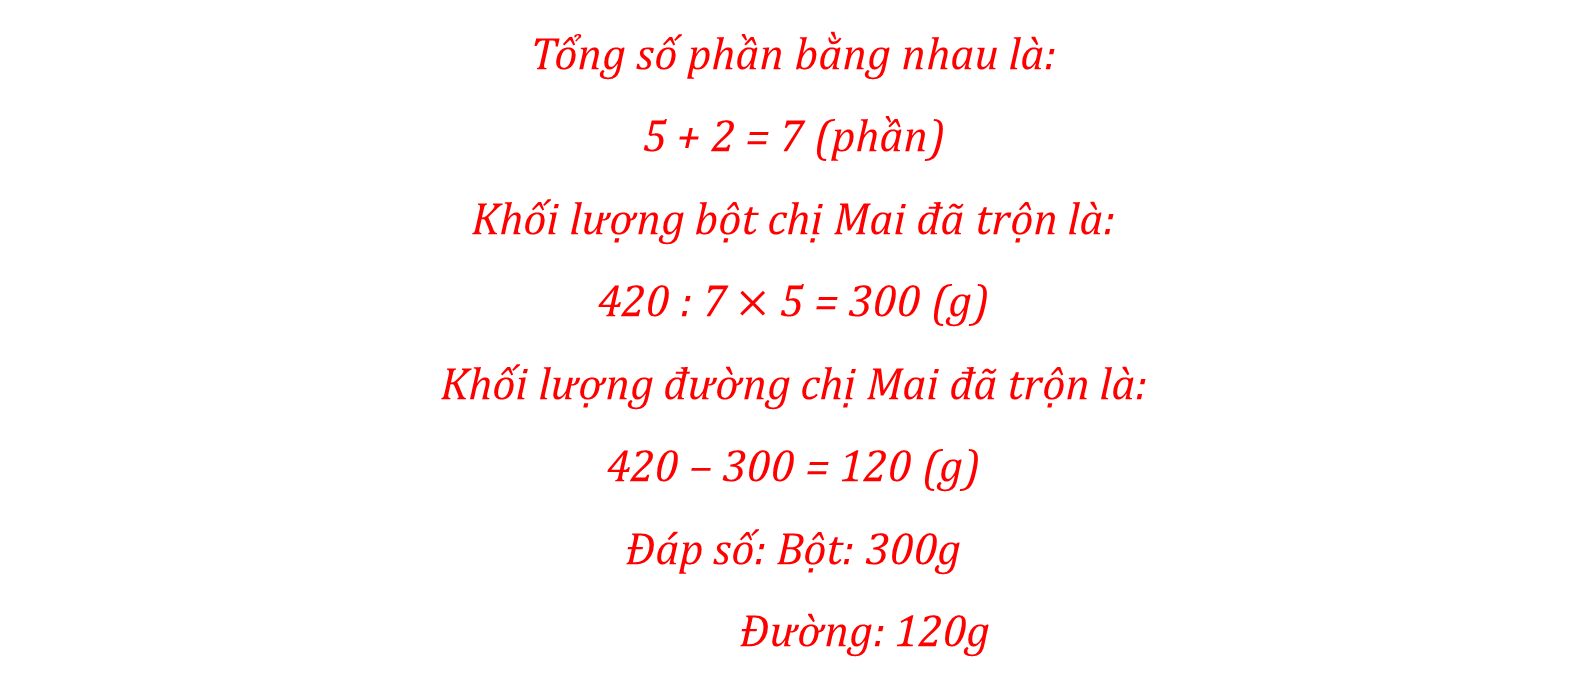 Tổng số phần bằng nhau là:
5 + 2 = 7 (phần)
Khối lượng bột chị Mai đã trộn là:
420 : 7 × 5 = 300 (g)
Khối lượng đường chị Mai đã trộn là:
420 – 300 = 120 (g)
Đáp số: Bột: 300g
Đường: 120g